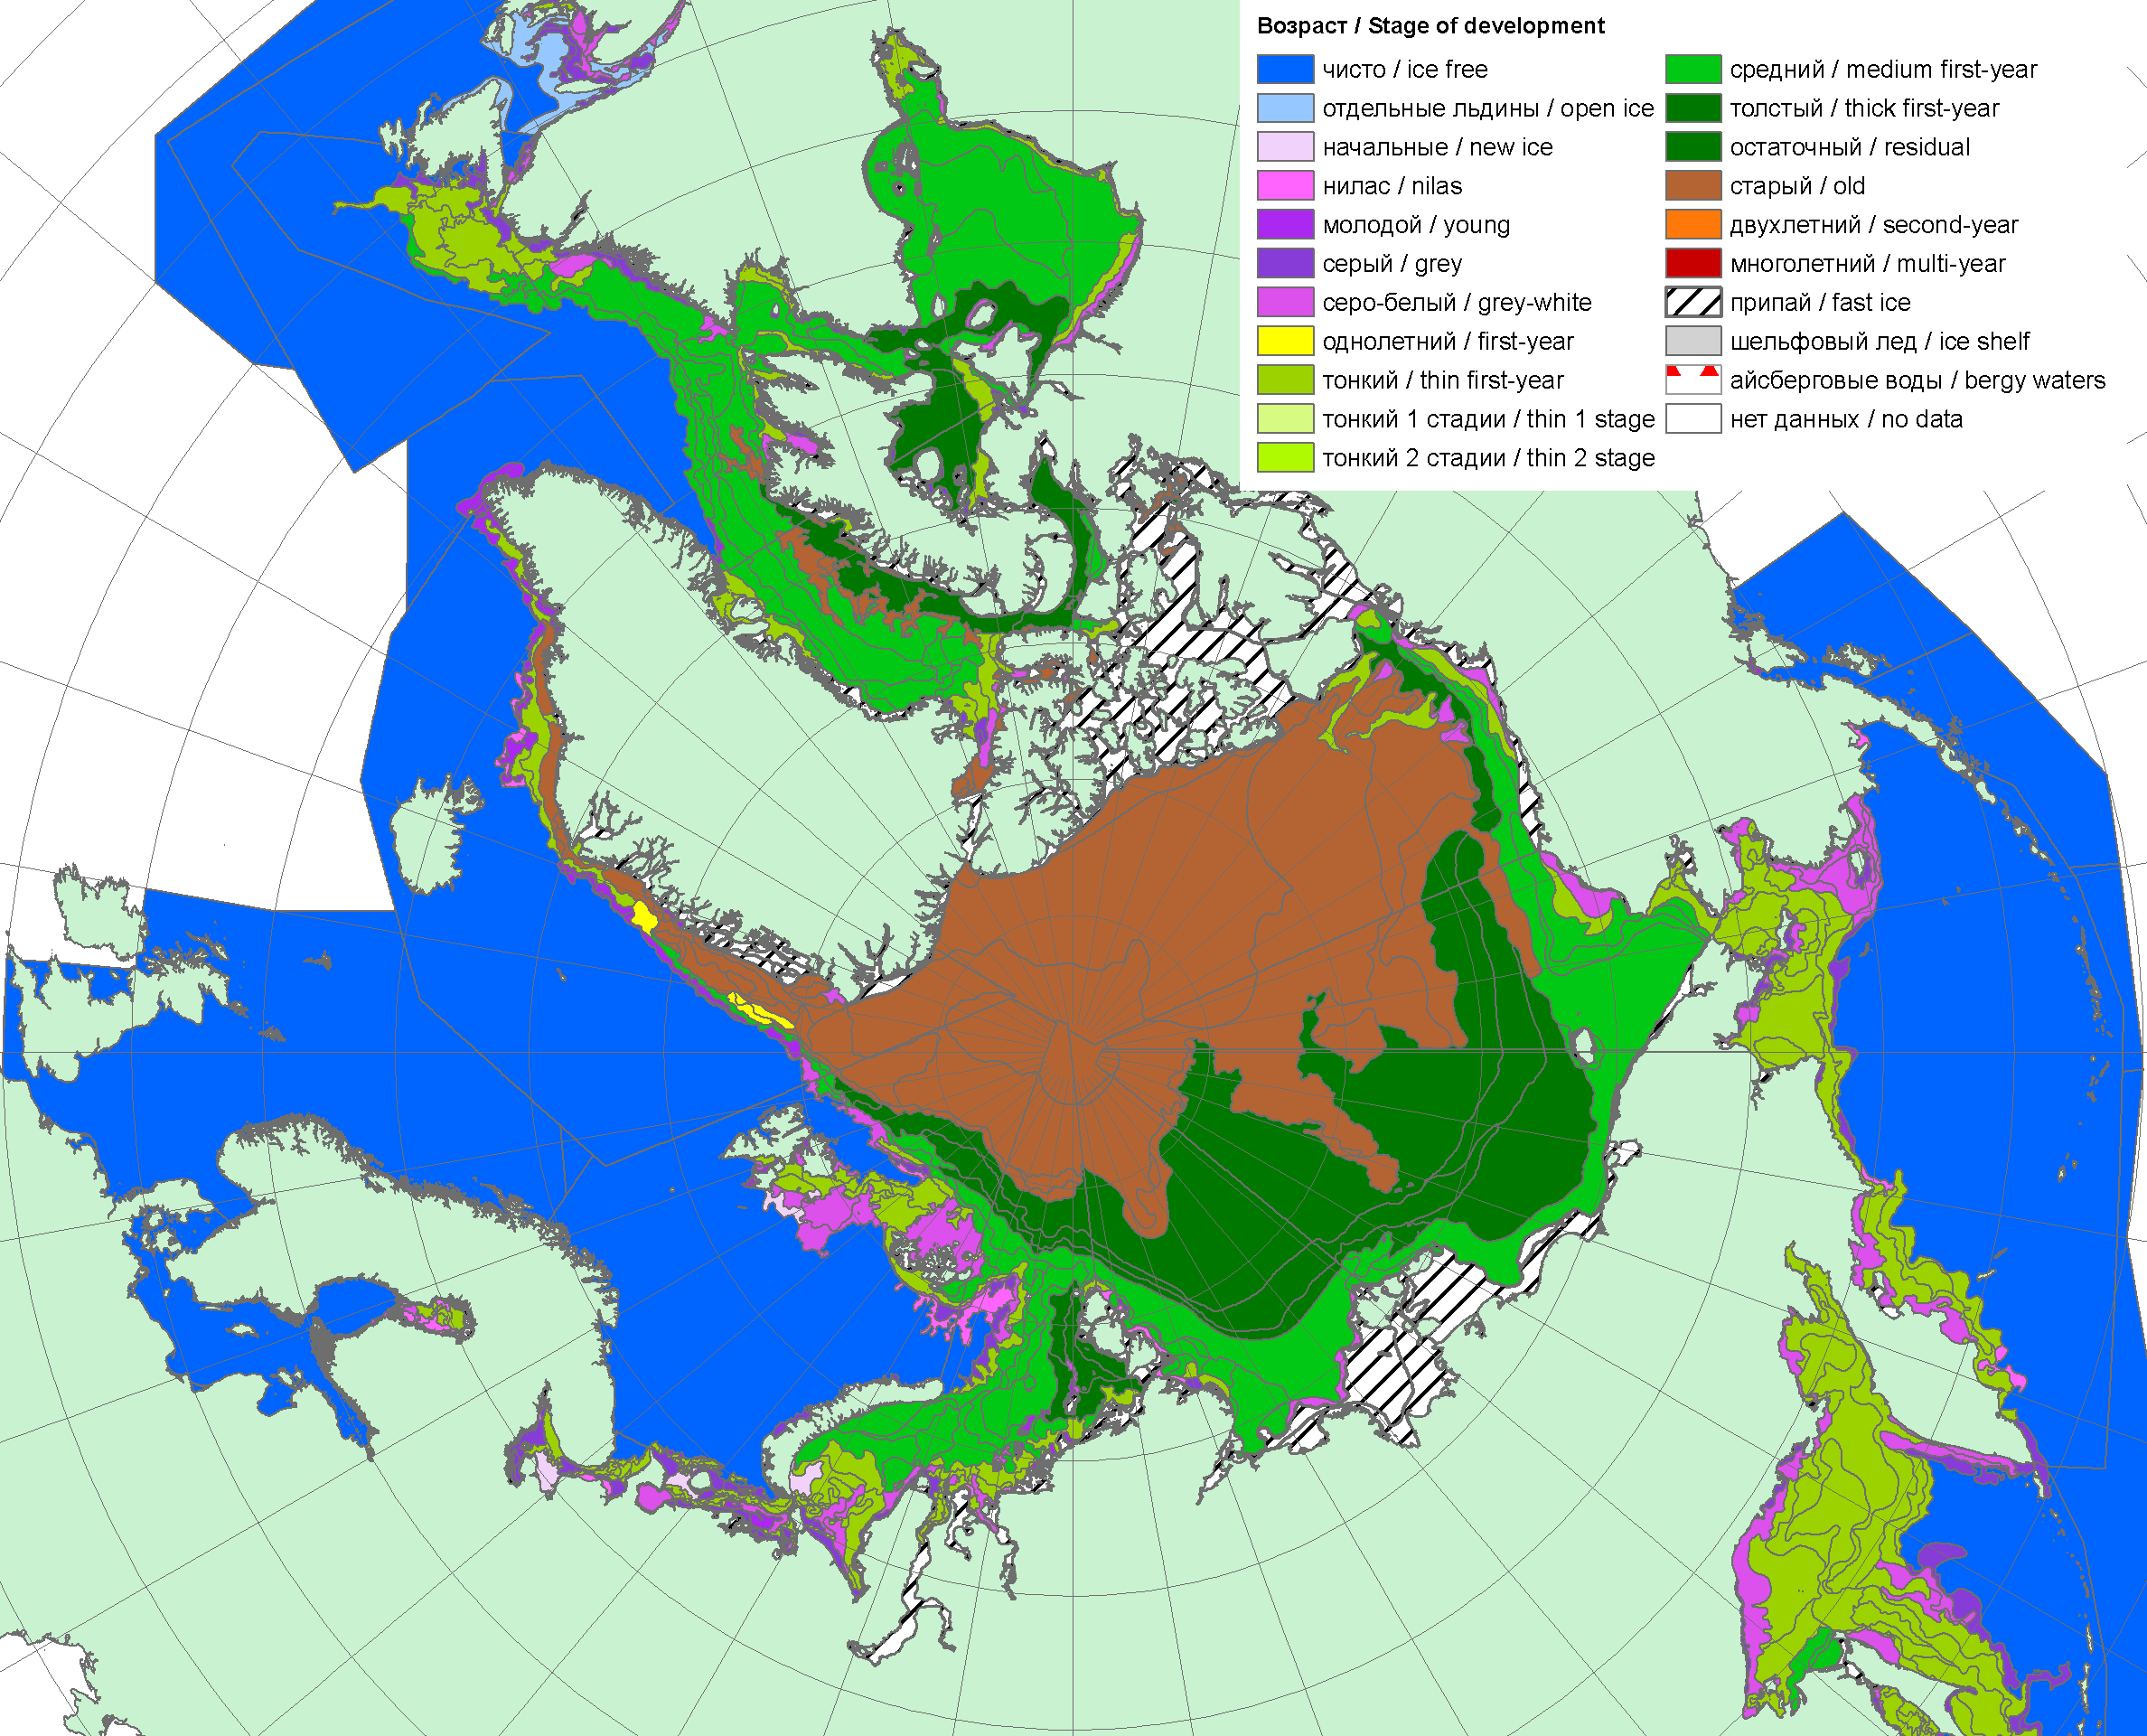 Возраст / Stage of development
чисто / ice free
отдельные льдины / open ice
начальные / new ice
нилас / nilas
молодой / young
серый / grey
серо-белый / grey-white
однолетний / first-year
тонкий / thin first-year
тонкий 1 стадии / thin 1 stage
тонкий 2 стадии / thin 2 stage
средний / medium first-year
толстый / thick first-year
остаточный / residual
старый / old
двухлетний / second-year
многолетний / multi-year
припай / fast ice
шельфовый лед / ice shelf
айсберговые воды / bergy waters
нет данных / no data